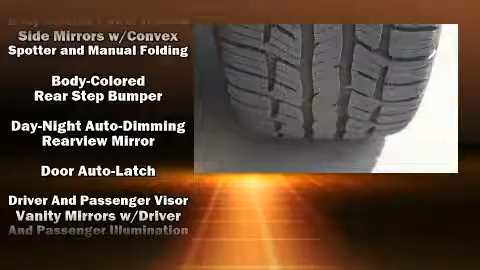 Side Mirrors w/Convex
Spotter and Manual Folding
Body-Colored
Rear Step Bumper
Day-Night Auto-Dimming
Rearview Mirror
Door Auto-Latch
Driver And Passenger Visor
Vanity Mirrors w/Driver
And Passenger Illumination